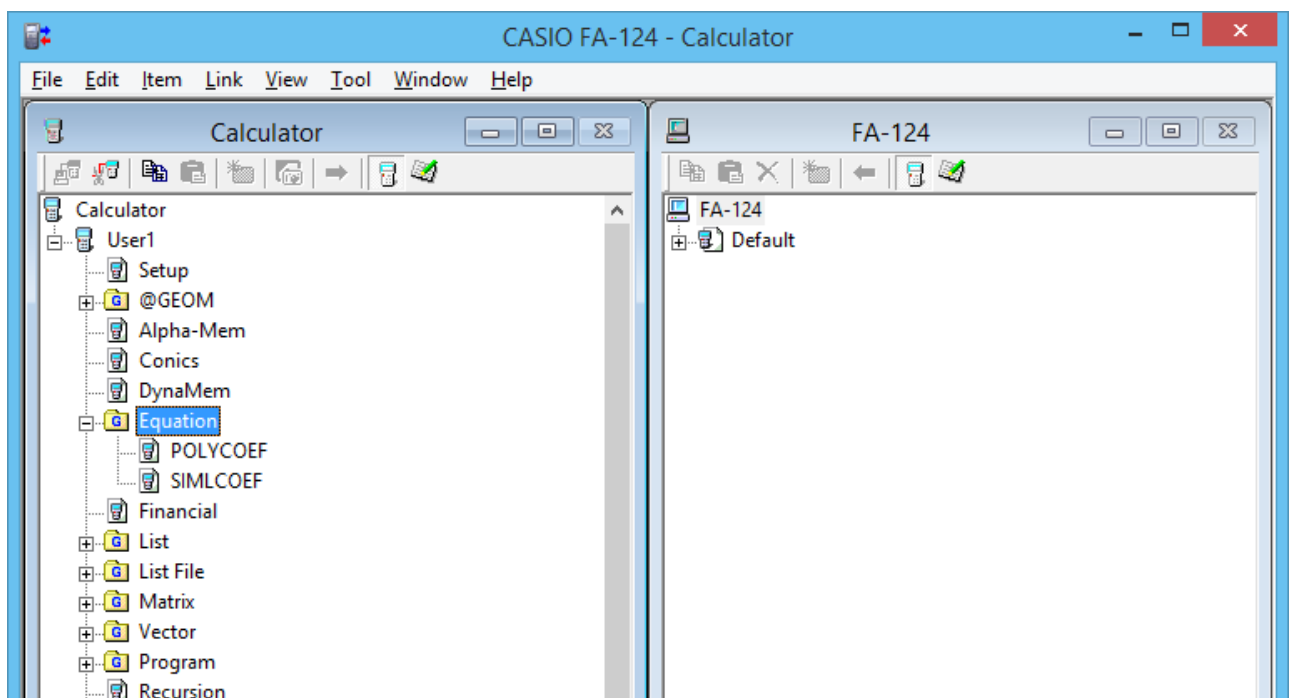 CASIO FA-124 - Calculator
File Edit Item Link View Tool Window Help
Calculator
Calculator
User1
Setup
G @GEOM
Alpha-Mem
Conics
DynaMem
G Equation
POLYCOEF
SIMLCOEF
Financial
G List
G List File
G Matrix
G Vector
G Program
Recursion
FA-124
FA-124
Default